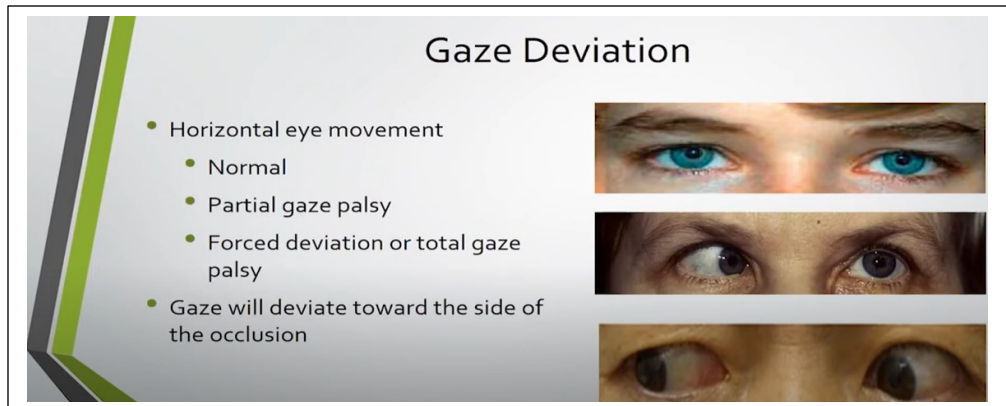 Gaze Deviation
• Horizontal eye movement
• Normal
• Partial gaze palsy
• Forced deviation or total gaze
palsy
• Gaze will deviate toward the side of
the occlusion